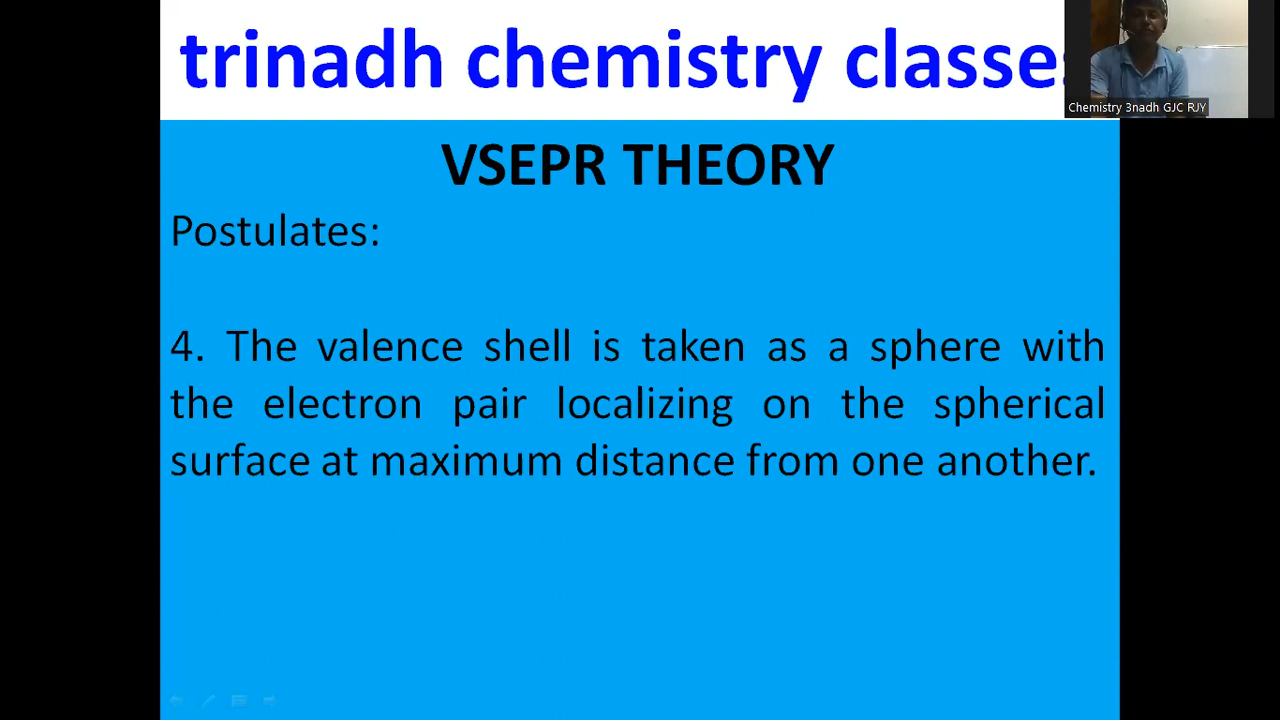 trinadh chemistry classes
Chemistry 3nadh GJC RJY
VSEPR THEORY
Postulates:
4. The valence shell is taken as a sphere with
the electron pair localizing on the spherical
surface at maximum distance from one another.